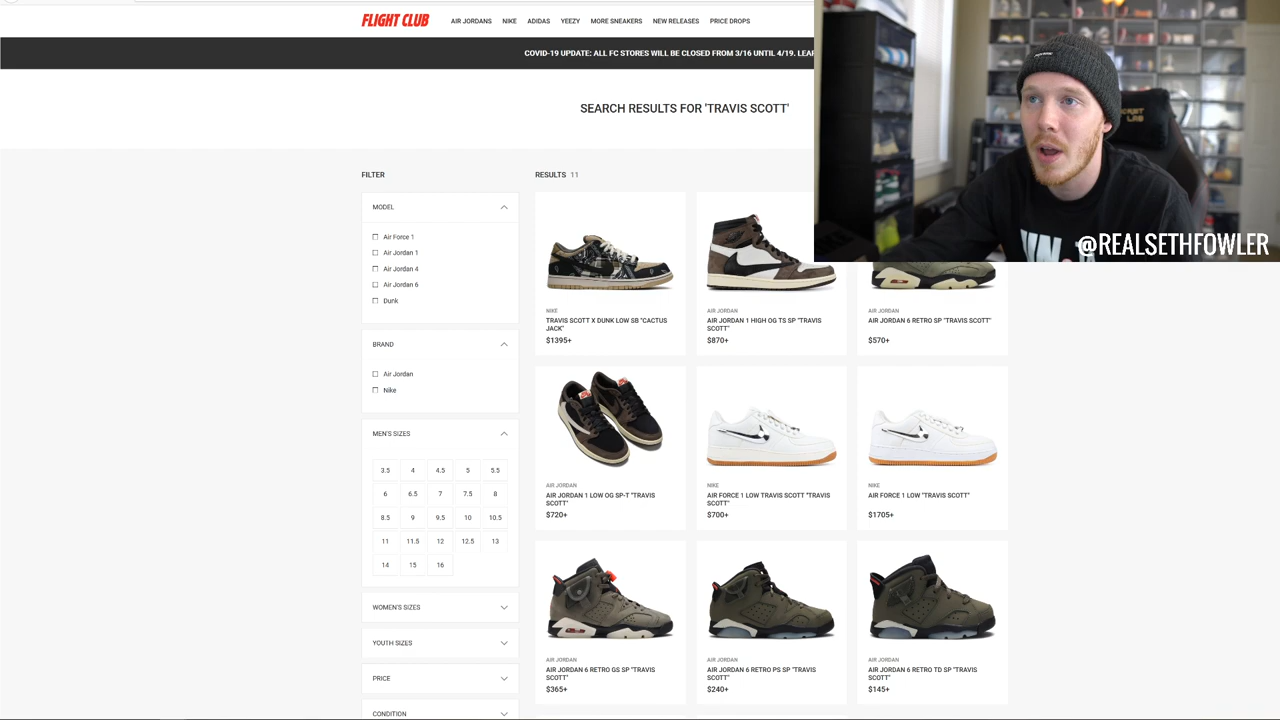 FLIGHT CLUB
AIR JORDANS NIKE ADIDAS YEEZY MORE SNEAKERS NEW RELEASES PRICE DROPS
COVID-19 UPDATE: ALL FC STORES WILL BE CLOSED FROM 3/16 UNTIL 4/19.
SEARCH RESULTS FOR 'TRAVIS SCOTT'
@REALSETHFOWLER
FILTER
RESULTS 11
MODEL
Air Force 1
Air Jordan 1
Air Jordan 4
Air Jordan 6
Dunk
BRAND
Air Jordan
Nike
MEN'S SIZES
3.5 4 4.5 5 5.5
6 6.5 7 7.5 8
8.5 9 9.5 10 10.5
11 11.5 12 12.5 13
14 15 16
WOMEN'S SIZES
YOUTH SIZES
PRICE
CONDITION
NIKE
TRAVIS SCOTT X DUNK LOW SB "CACTUS
JACK"
$1395+
AIR JORDAN
AIR JORDAN 1 HIGH OG TS SP "TRAVIS
SCOTT"
$870+
AIR JORDAN
AIR JORDAN 6 RETRO SP "TRAVIS SCOTT"
$570+
AIR JORDAN
AIR JORDAN 1 LOW OG SP-T "TRAVIS
SCOTT"
$720+
NIKE
AIR FORCE 1 LOW TRAVIS SCOTT "TRAVIS
SCOTT"
$700+
NIKE
AIR FORCE 1 LOW "TRAVIS SCOTT"
$1705+
AIR JORDAN
AIR JORDAN 6 RETRO GS SP "TRAVIS
SCOTT"
$365+
AIR JORDAN
AIR JORDAN 6 RETRO PS SP "TRAVIS
SCOTT"
$240+
AIR JORDAN
AIR JORDAN 6 RETRO TD SP "TRAVIS
SCOTT"
$145+